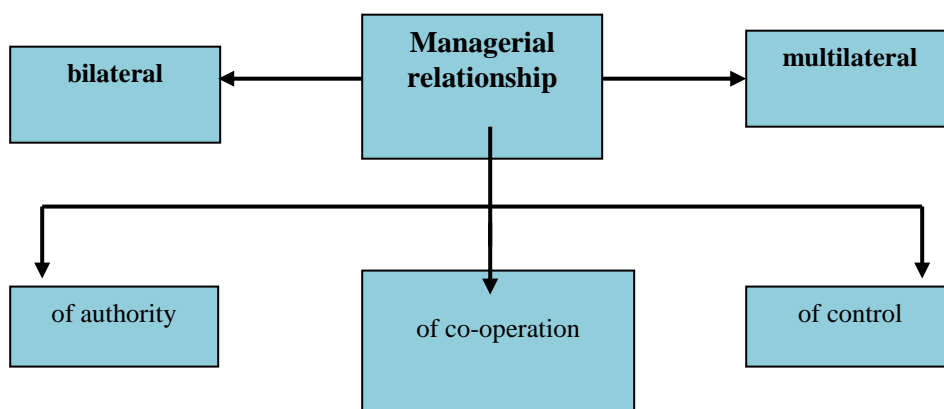 bilateral
Managerial
relationship
multilateral
of authority
of co-operation
of control